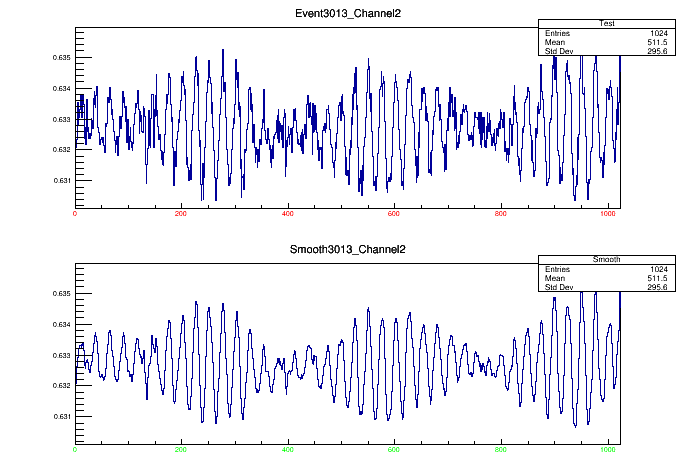 Event3013_Channel2
Test
Entries 1024
Mean 511.5
Std Dev 295.6
0.635
0.634
0.633
0.632
0.631
0 200 400 600 800 1000
Smooth3013_Channel2
Smooth
Entries 1024
Mean 511.5
Std Dev 295.6
0.635
0.634
0.633
0.632
0.631
0 200 400 600 800 1000